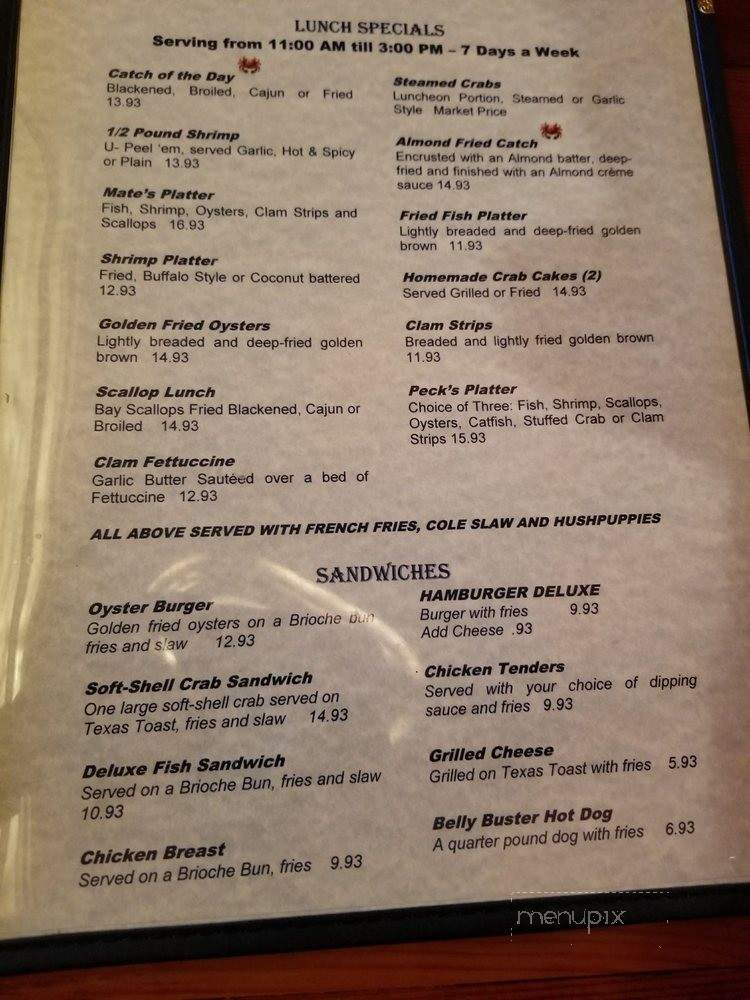 LUNCH SPECIALS
Serving from 11:00 AM till 3:00 PM – 7 Days a Week
Catch of the Day
Blackened, Broiled, Cajun or Fried
13.93
1/2 Pound Shrimp
U- Peel 'em, served Garlic, Hot & Spicy
or Plain 13.93
Mate's Platter
Fish, Shrimp, Oysters, Clam Strips and
Scallops 16.93
Shrimp Platter
Fried, Buffalo Style or Coconut battered
12.93
Golden Fried Oysters
Lightly breaded and deep-fried golden
brown 14.93
Scallop Lunch
Bay Scallops Fried Blackened, Cajun or
Broiled 14.93
Clam Fettuccine
Garlic Butter Sautéed over a bed of
Fettuccine 12.93
Steamed Crabs
Luncheon Portion, Steamed or Garlic
Style Market Price
Almond Fried Catch
Encrusted with an Almond batter, deep-
fried and finished with an Almond crème
sauce 14.93
Fried Fish Platter
Lightly breaded and deep-fried golden
brown 11.93
Homemade Crab Cakes (2)
Served Grilled or Fried 14.93
Clam Strips
Breaded and lightly fried golden brown
11.93
Peck's Platter
Choice of Three: Fish, Shrimp, Scallops,
Oysters, Catfish, Stuffed Crab or Clam
Strips 15.93
ALL ABOVE SERVED WITH FRENCH FRIES, COLE SLAW AND HUSHPUPPIES
SANDWICHES
Oyster Burger
Golden fried oysters on a Brioche bun
fries and slaw 12.93
Soft-Shell Crab Sandwich
One large soft-shell crab served on
Texas Toast, fries and slaw 14.93
Deluxe Fish Sandwich
Served on a Brioche Bun, fries and slaw
10.93
Chicken Breast
Served on a Brioche Bun, fries 9.93
HAMBURGER DELUXE
Burger with fries 9.93
Add Cheese .93
Chicken Tenders
Served with your choice of dipping
sauce and fries 9.93
Grilled Cheese
Grilled on Texas Toast with fries 5.93
Belly Buster Hot Dog
A quarter pound dog with fries 6.93
menupix